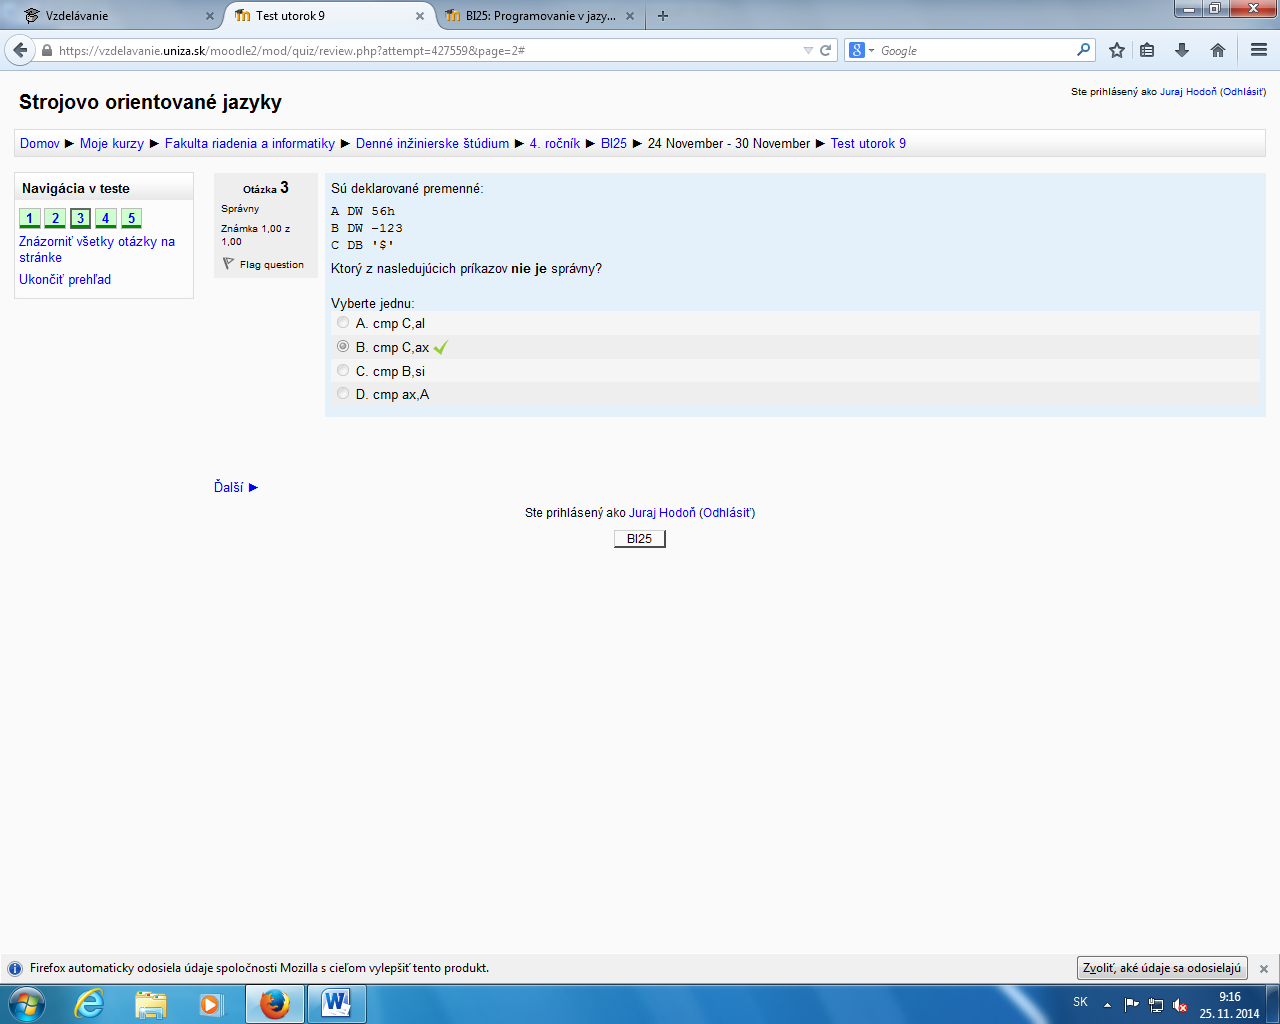 Vzdelávanie
Test utorok 9
BI25: Programovanie v jazy...
https://vzdelavanie.uniza.sk/moodle2/mod/quiz/review.php?attempt=427559&page=2#
Google
Strojovo orientované jazyky
Ste prihlásený ako Juraj Hodoň (Odhlásiť)
Domov ► Moje kurzy ► Fakulta riadenia a informatiky ► Denné inžinierske štúdium ► 4. ročník ► BI25 ► 24 November - 30 November ► Test utorok 9
Navigácia v teste
1 2 3 4 5
Znázorniť všetky otázky na
stránke
Ukončiť prehľad
Otázka 3
Správny
Známka 1,00 z
1,00
Flag question
Sú deklarované premenné:
A DW 56h
B DW -123
C DB '$'
Ktorý z nasledujúcich príkazov nie je správny?
Vyberte jednu:
A. cmp C,al
B. cmp C,ax
C. cmp B,si
D. cmp ax,A
Ďalší ►
Ste prihlásený ako Juraj Hodoň (Odhlásiť)
BI25
Firefox automaticky odosiela údaje spoločnosti Mozilla s cieľom vylepšiť tento produkt.
Zvoliť, aké údaje sa odosielajú
SK
9:16
25. 11. 2014